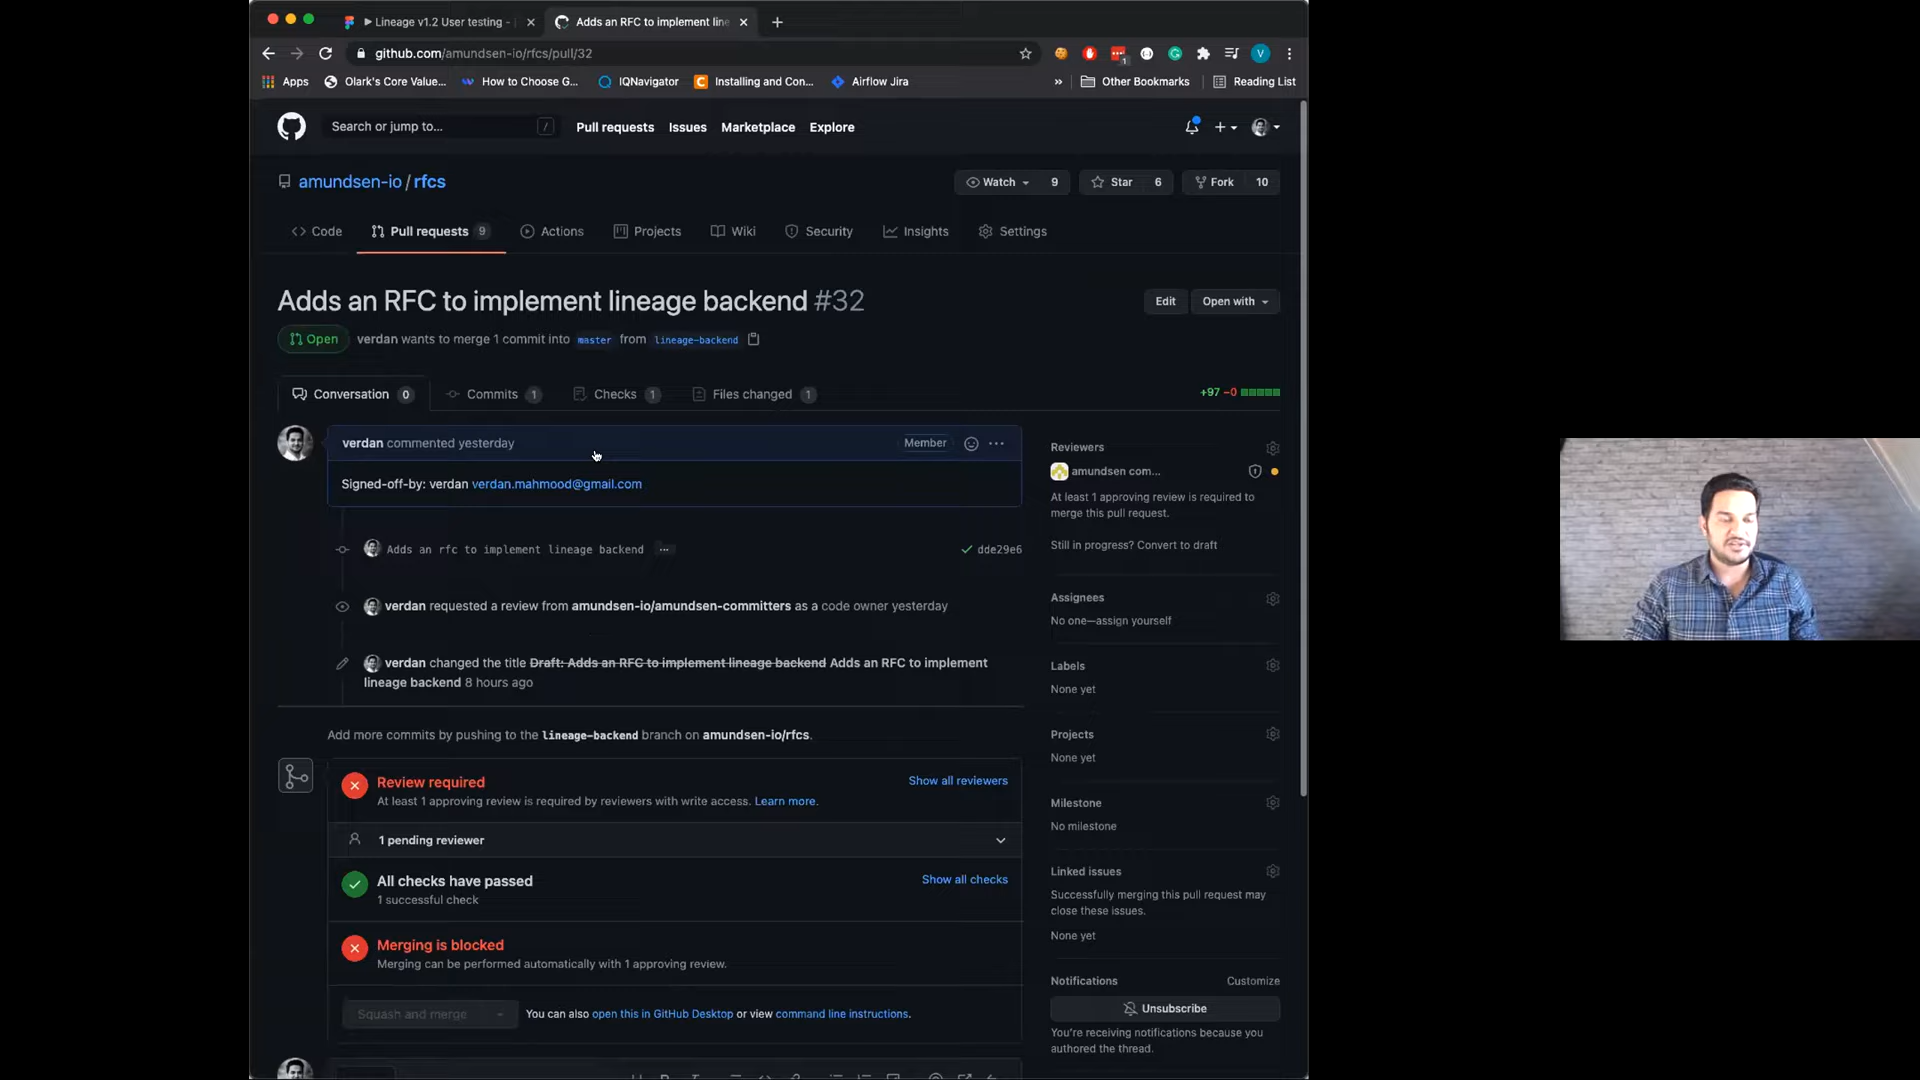 Lineage v1.2 User testing -
Adds an RFC to implement line
github.com/amundsen-io/rfcs/pull/32
Apps
Olark's Core Value...
How to Choose G...
IQNavigator
Installing and Con...
Airflow Jira
»
Other Bookmarks
Reading List
Search or jump to...
/
Pull requests
Issues
Marketplace
Explore
amundsen-io / rfcs
Watch 9
Star 6
Fork 10
Code
Pull requests 9
Actions
Projects
Wiki
Security
Insights
Settings
Adds an RFC to implement lineage backend #32
Edit
Open with
Open
verdan wants to merge 1 commit into master from lineage-backend
Conversation 0
Commits 1
Checks 1
Files changed 1
+97 −0
verdan commented yesterday
Member
Signed-off-by: verdan verdan.mahmood@gmail.com
Adds an rfc to implement lineage backend ...
dde29e6
verdan requested a review from amundsen-io/amundsen-committers as a code owner yesterday
verdan changed the title Draft: Adds an RFC to implement lineage backend Adds an RFC to implement
lineage backend 8 hours ago
Add more commits by pushing to the lineage-backend branch on amundsen-io/rfcs.
Review required
Show all reviewers
At least 1 approving review is required by reviewers with write access. Learn more.
1 pending reviewer
All checks have passed
Show all checks
1 successful check
Merging is blocked
Merging can be performed automatically with 1 approving review.
Squash and merge
You can also open this in GitHub Desktop or view command line instructions.
Reviewers
amundsen com...
At least 1 approving review is required to
merge this pull request.
Still in progress? Convert to draft
Assignees
No one—assign yourself
Labels
None yet
Projects
None yet
Milestone
No milestone
Linked issues
Successfully merging this pull request may
close these issues.
None yet
Notifications
Customize
Unsubscribe
You're receiving notifications because you
authored the thread.